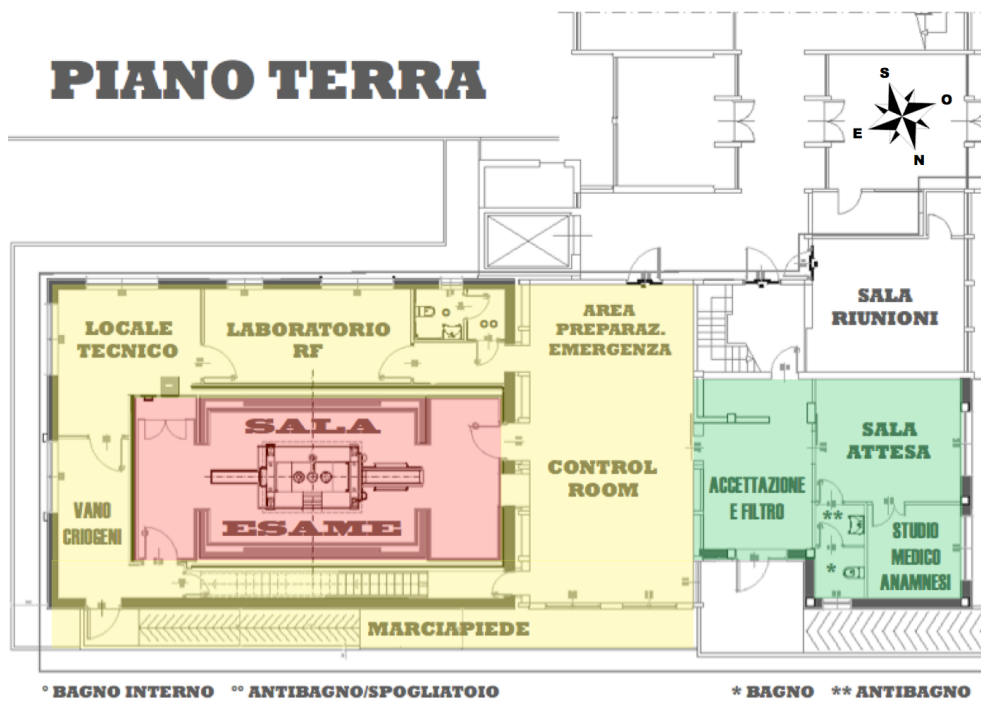 PIANO TERRA
S
O
E
N
SALA
RIUNIONI
AREA
PREPARAZ.
EMERGENZA
LOCALE
TECNICO
LABORATORIO
RF
°
°°
SALA
ESAME
CONTROL
ROOM
SALA
ATTESA
ACCETTAZIONE
E FILTRO
VANO
CRIOGENI
**
*
STUDIO
MEDICO
ANAMNESI
MARCIAPIEDE
° BAGNO INTERNO °° ANTIBAGNO/SPOGLIATOIO
* BAGNO ** ANTIBAGNO